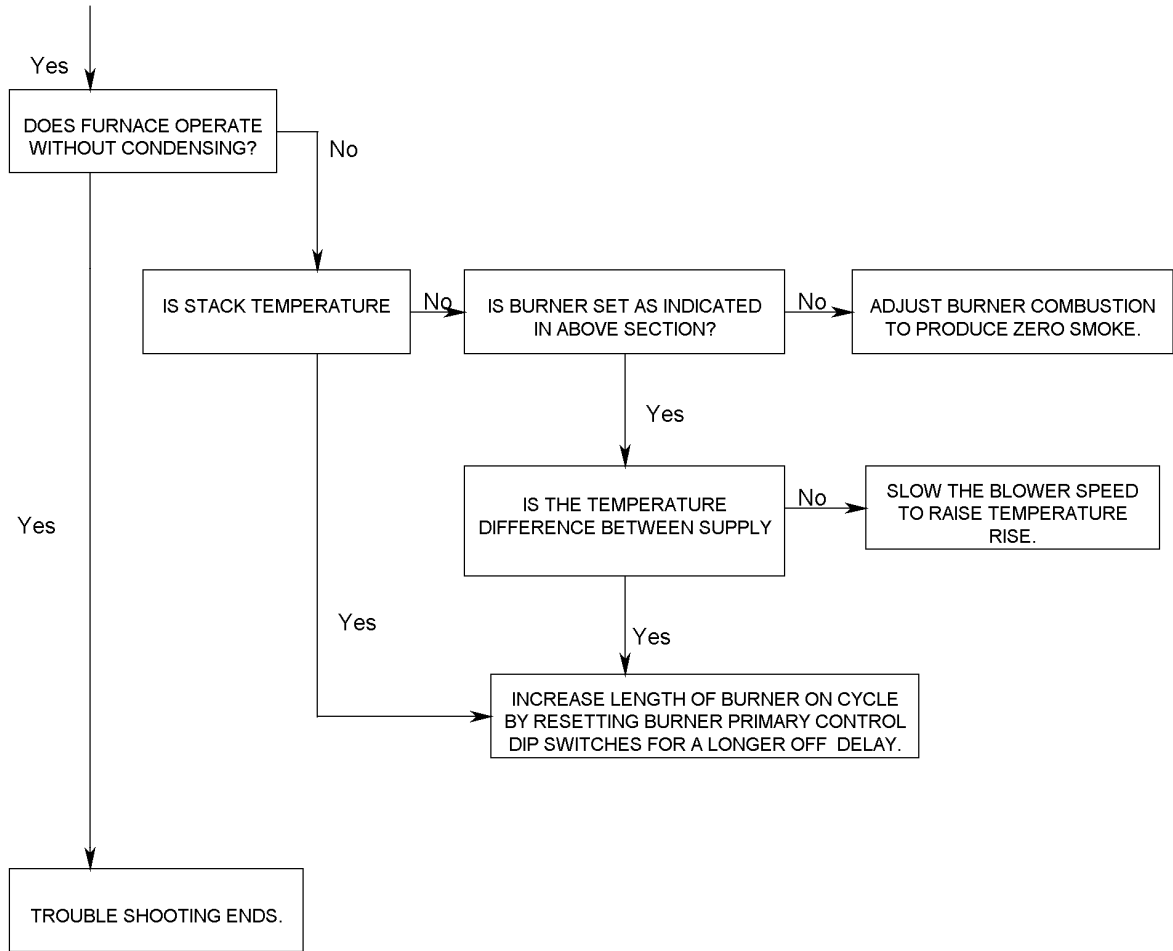 Yes
DOES FURNACE OPERATE
WITHOUT CONDENSING?
No
IS STACK TEMPERATURE
No
IS BURNER SET AS INDICATED
IN ABOVE SECTION?
No
ADJUST BURNER COMBUSTION
TO PRODUCE ZERO SMOKE.
Yes
IS THE TEMPERATURE
DIFFERENCE BETWEEN SUPPLY
No
SLOW THE BLOWER SPEED
TO RAISE TEMPERATURE
RISE.
Yes
Yes
Yes
INCREASE LENGTH OF BURNER ON CYCLE
BY RESETTING BURNER PRIMARY CONTROL
DIP SWITCHES FOR A LONGER OFF DELAY.
TROUBLE SHOOTING ENDS.